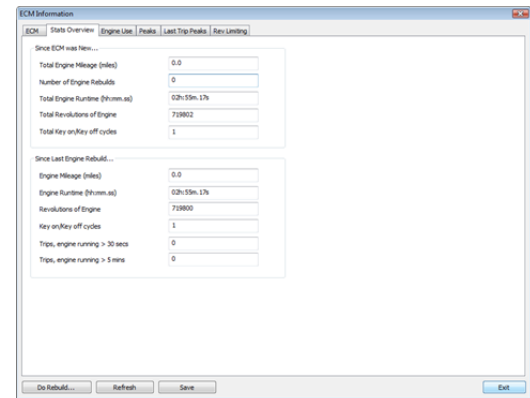 ECM Information
ECM Stats Overview Engine Use Peaks Last Trip Peaks Rev Limiting
Since ECM was New...
Total Engine Mileage (miles) 0.0
Number of Engine Rebuilds 0
Total Engine Runtime (hh:mm.ss) 02h:55m.17s
Total Revolutions of Engine 719802
Total Key on/Key off cycles 1
Since Last Engine Rebuild...
Engine Mileage (miles) 0.0
Engine Runtime (hh:mm.ss) 02h:55m.17s
Revolutions of Engine 719800
Key on/Key off cycles 1
Trips, engine running > 30 secs 0
Trips, engine running > 5 mins 0
Do Rebuild... Refresh Save Exit